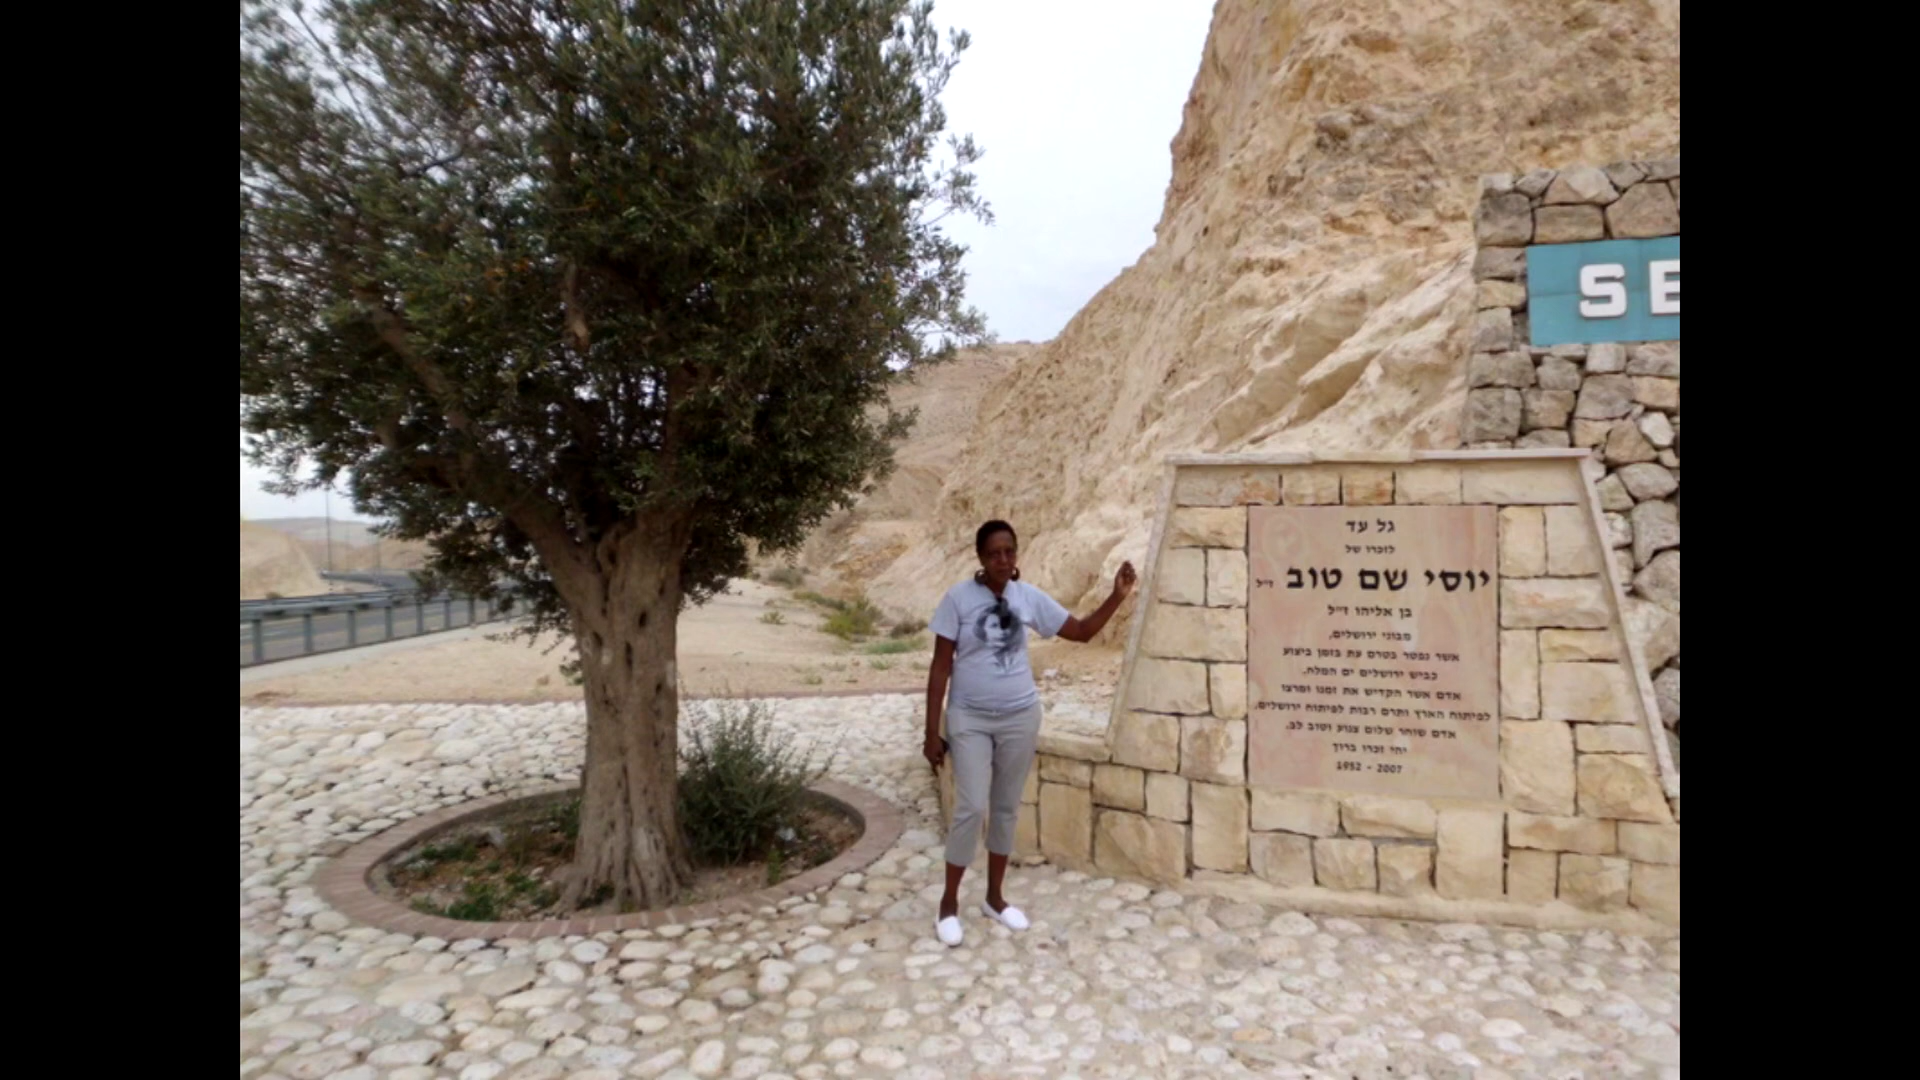 גל עד
לזכרו של
יוסי שם טוב ז"ל
בן אליהו ז"ל
מבוני ירושלים,
אשר נפטר בטרם עת בזמן ביצוע
כביש ירושלים ים המלח.
אדם אשר הקדיש את זמנו ומרצו
לפיתוח הארץ ותרם רבות לפיתוח ירושלים.
אדם שוחר שלום צנוע וטוב לב.
יהי זכרו ברוך
1952 - 2007
SE